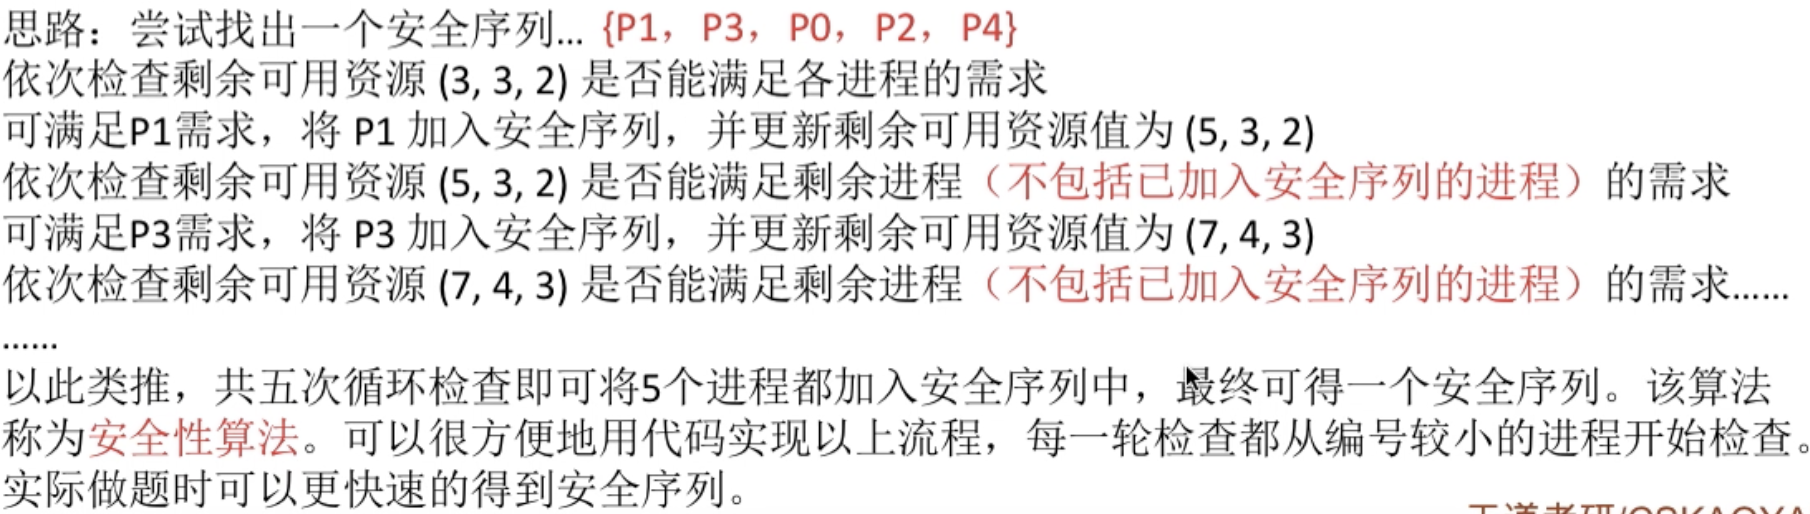 思路：尝试找出一个安全序列... {P1，P3，P0，P2，P4}
依次检查剩余可用资源 (3, 3, 2) 是否能满足各进程的需求
可满足P1需求，将 P1 加入安全序列，并更新剩余可用资源值为 (5, 3, 2)
依次检查剩余可用资源 (5, 3, 2) 是否能满足剩余进程（不包括已加入安全序列的进程）的需求
可满足P3需求，将 P3 加入安全序列，并更新剩余可用资源值为 (7, 4, 3)
依次检查剩余可用资源 (7, 4, 3) 是否能满足剩余进程（不包括已加入安全序列的进程）的需求......
......
以此类推，共五次循环检查即可将5个进程都加入安全序列中，最终可得一个安全序列。该算法
称为安全性算法。可以很方便地用代码实现以上流程，每一轮检查都从编号较小的进程开始检查。
实际做题时可以更快速的得到安全序列。